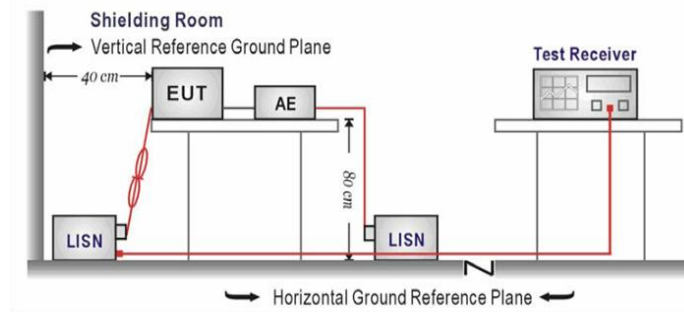 Shielding Room
Vertical Reference Ground Plane
40 cm
EUT
AE
Test Receiver
80 cm
LISN
LISN
Horizontal Ground Reference Plane